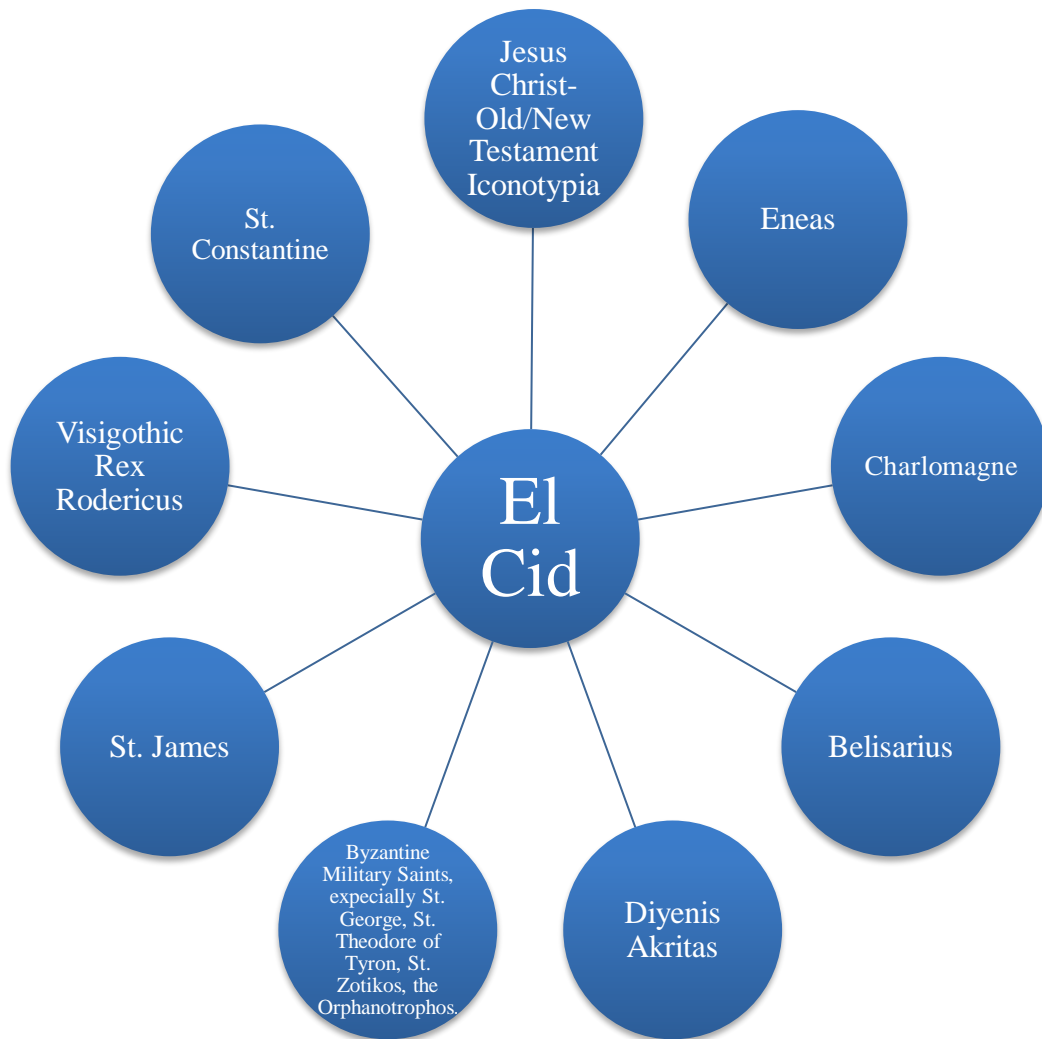 Jesus
Christ-
Old/New
Testament
Iconotypia
Eneas
Charlomagne
Belisarius
Diyenis
Akritas
Byzantine
Military Saints,
expecially St.
George, St.
Theodore of
Tyron, St.
Zotikos, the
Orphanotrophos.
St. James
Visigothic
Rex
Rodericus
St.
Constantine
El
Cid